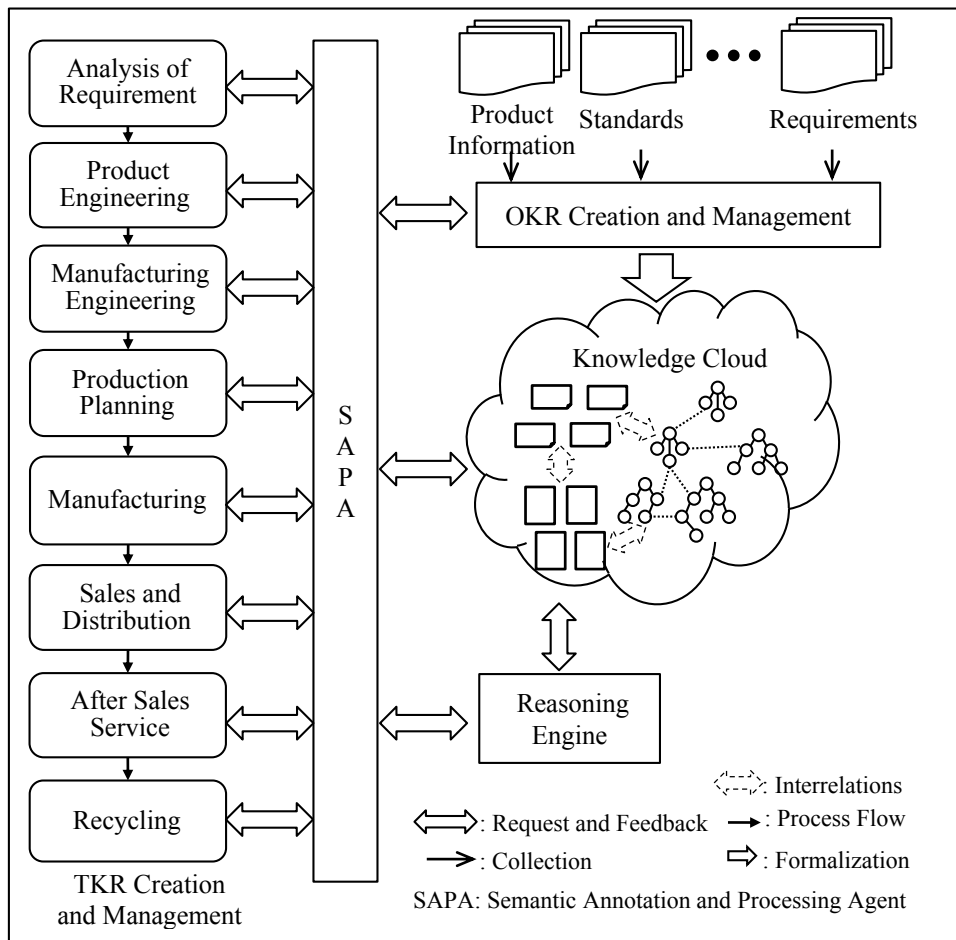 Analysis of
Requirement
Product
Engineering
Manufacturing
Engineering
Production
Planning
Manufacturing
Sales and
Distribution
After Sales
Service
Recycling
TKR Creation
and Management
S
A
P
A
Product
Information
Standards
Requirements
OKR Creation and Management
Knowledge Cloud
Reasoning
Engine
: Interrelations
: Request and Feedback
: Process Flow
: Collection
: Formalization
SAPA: Semantic Annotation and Processing Agent